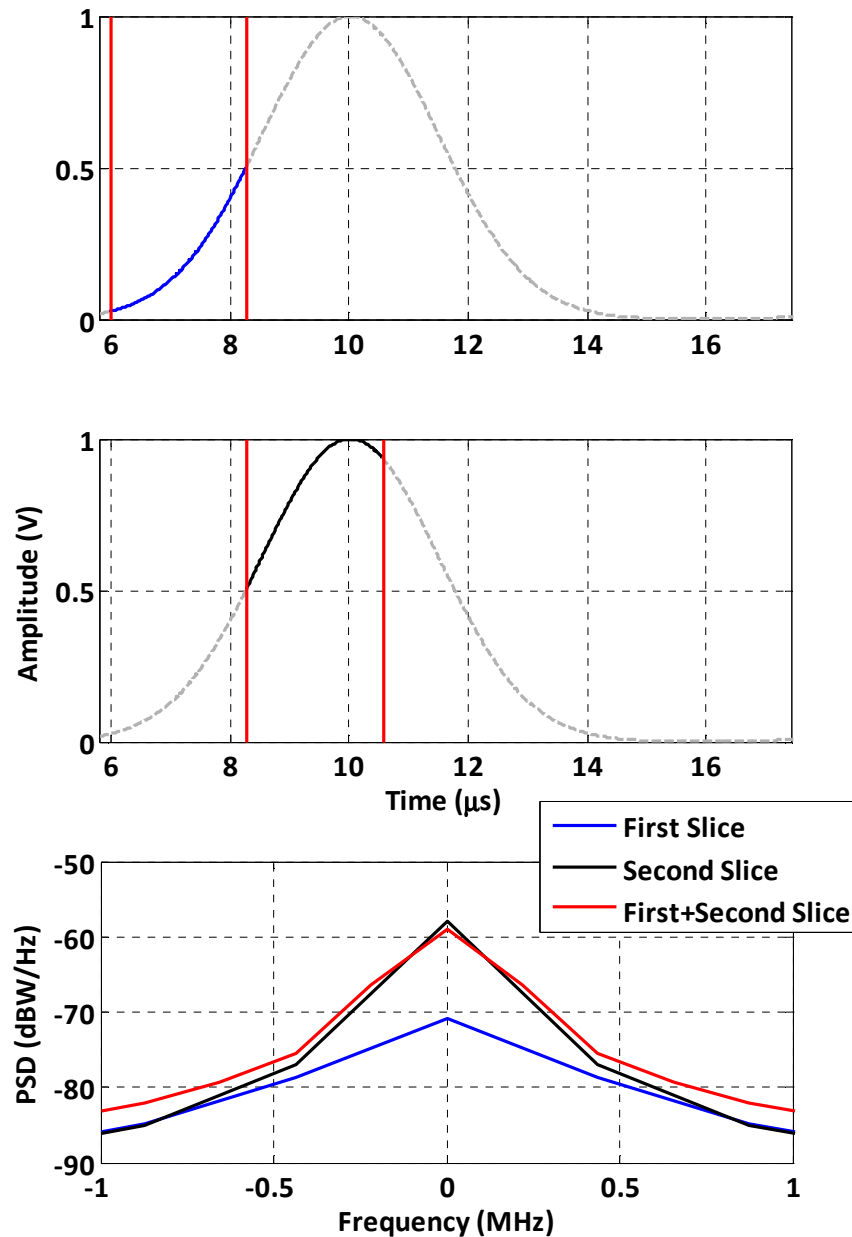 1
0.5
0
6 8 10 12 14 16
1
0.5
0
6 8 10 12 14 16
Amplitude (V)
Time (μs)
First Slice
Second Slice
First+Second Slice
-50
-60
-70
-80
-90
-1 -0.5 0 0.5 1
PSD (dBW/Hz)
Frequency (MHz)